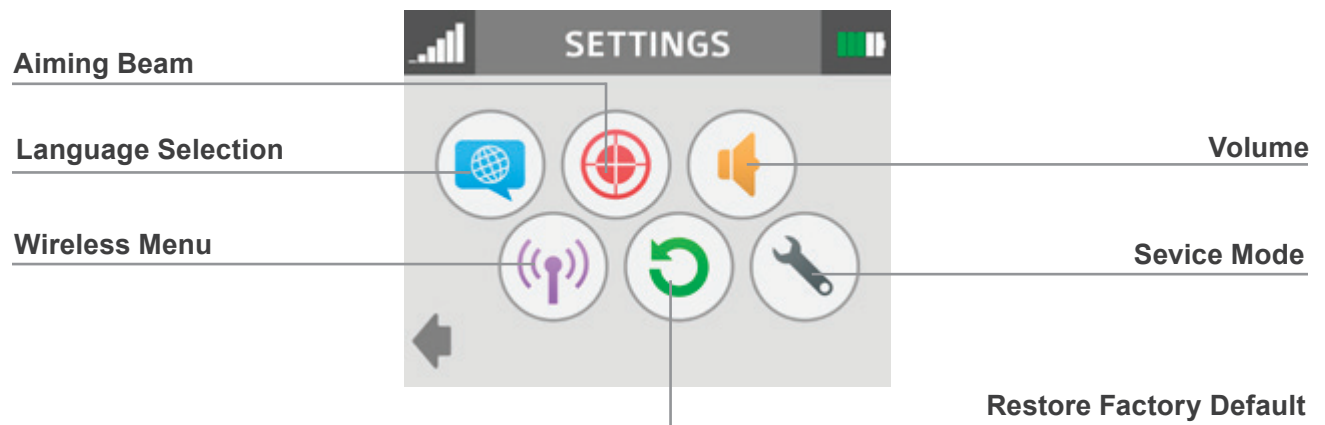 SETTINGS
Aiming Beam
Language Selection
Volume
Wireless Menu
Sevice Mode
Restore Factory Default